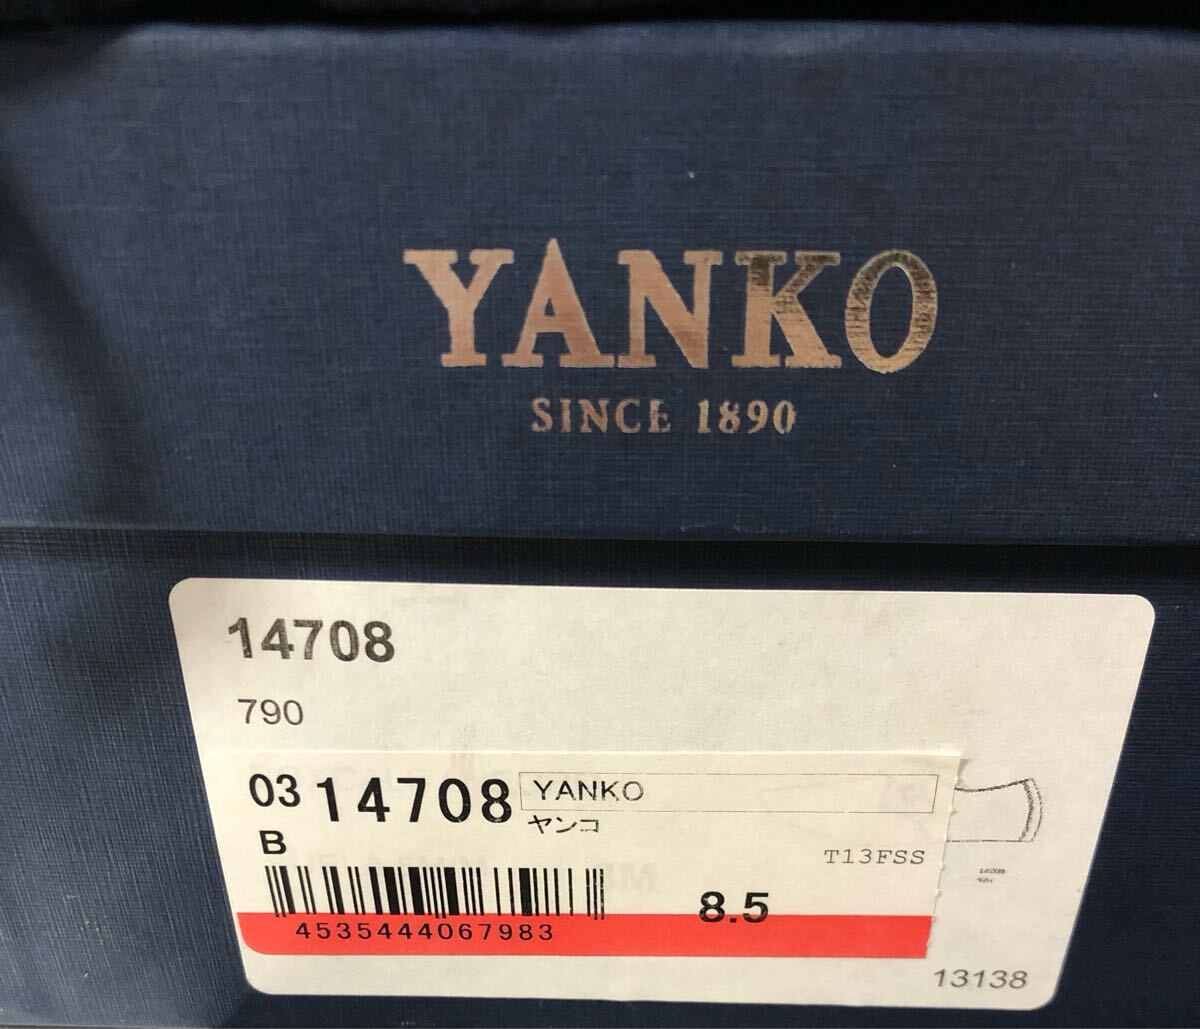 YANKO
SINCE 1890
14708
790
03 14708 YANKO
B ヤンコ
T13FSS
8.5
4535444067983
13138